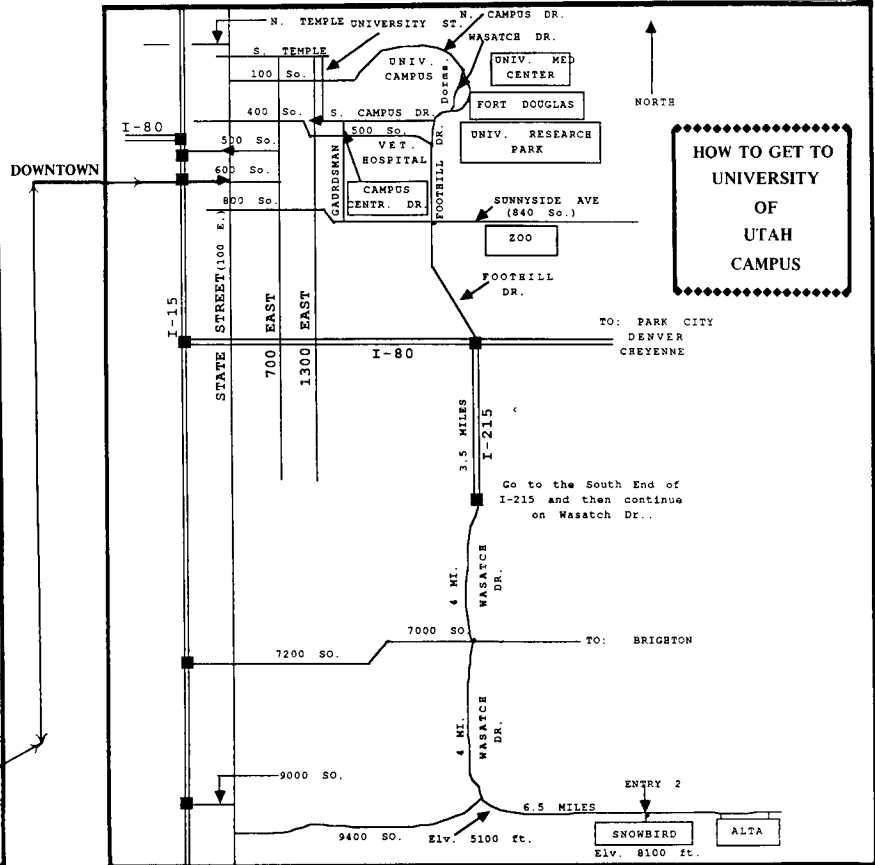 N. TEMPLE
UNIVERSITY ST.
N. CAMPUS DR.
WASATCH DR.
S. TEMPLE
UNIV.
CAMPUS
Dorms.
UNIV. MED
CENTER
100 So.
NORTH
FORT DOUGLAS
400 So.
S. CAMPUS DR.
I-80
500 So.
500 So.
UNIV. RESEARCH
PARK
VET.
HOSPITAL
HOW TO GET TO
UNIVERSITY
OF
UTAH
CAMPUS
DOWNTOWN
600 So.
GAURDSMAN
CAMPUS
CENTR. DR.
FOOTHILL DR.
800 So.
SUNNYSIDE AVE
(840 So.)
ZOO
FOOTHILL
DR.
I-15
STATE STREET (100 E.)
700 EAST
1300 EAST
TO: PARK CITY
DENVER
CHEYENNE
I-80
3.5 MILES
I-215
Go to the South End of
I-215 and then continue
on Wasatch Dr..
4 MI.
WASATCH
DR.
7000 SO.
TO: BRIGHTON
7200 SO.
4 MI.
WASATCH
DR.
9000 SO.
ENTRY 2
6.5 MILES
9400 SO.
Elv. 5100 ft.
SNOWBIRD
ALTA
Elv. 8100 ft.